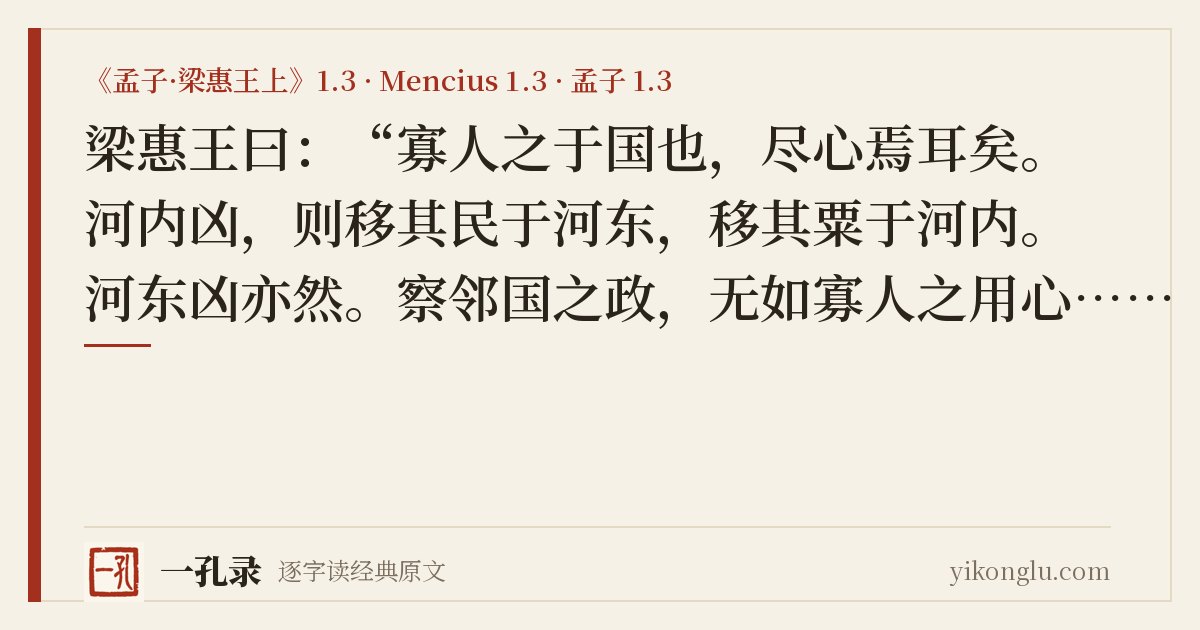 《孟子·梁惠王上》1.3 · Mencius 1.3 · 孟子 1.3
梁惠王曰：“寡人之于国也，尽心焉耳矣。
河内凶，则移其民于河东，移其粟于河内。
河东凶亦然。察邻国之政，无如寡人之用心……
一孔
一孔录 逐字读经典原文
yikonglu.com